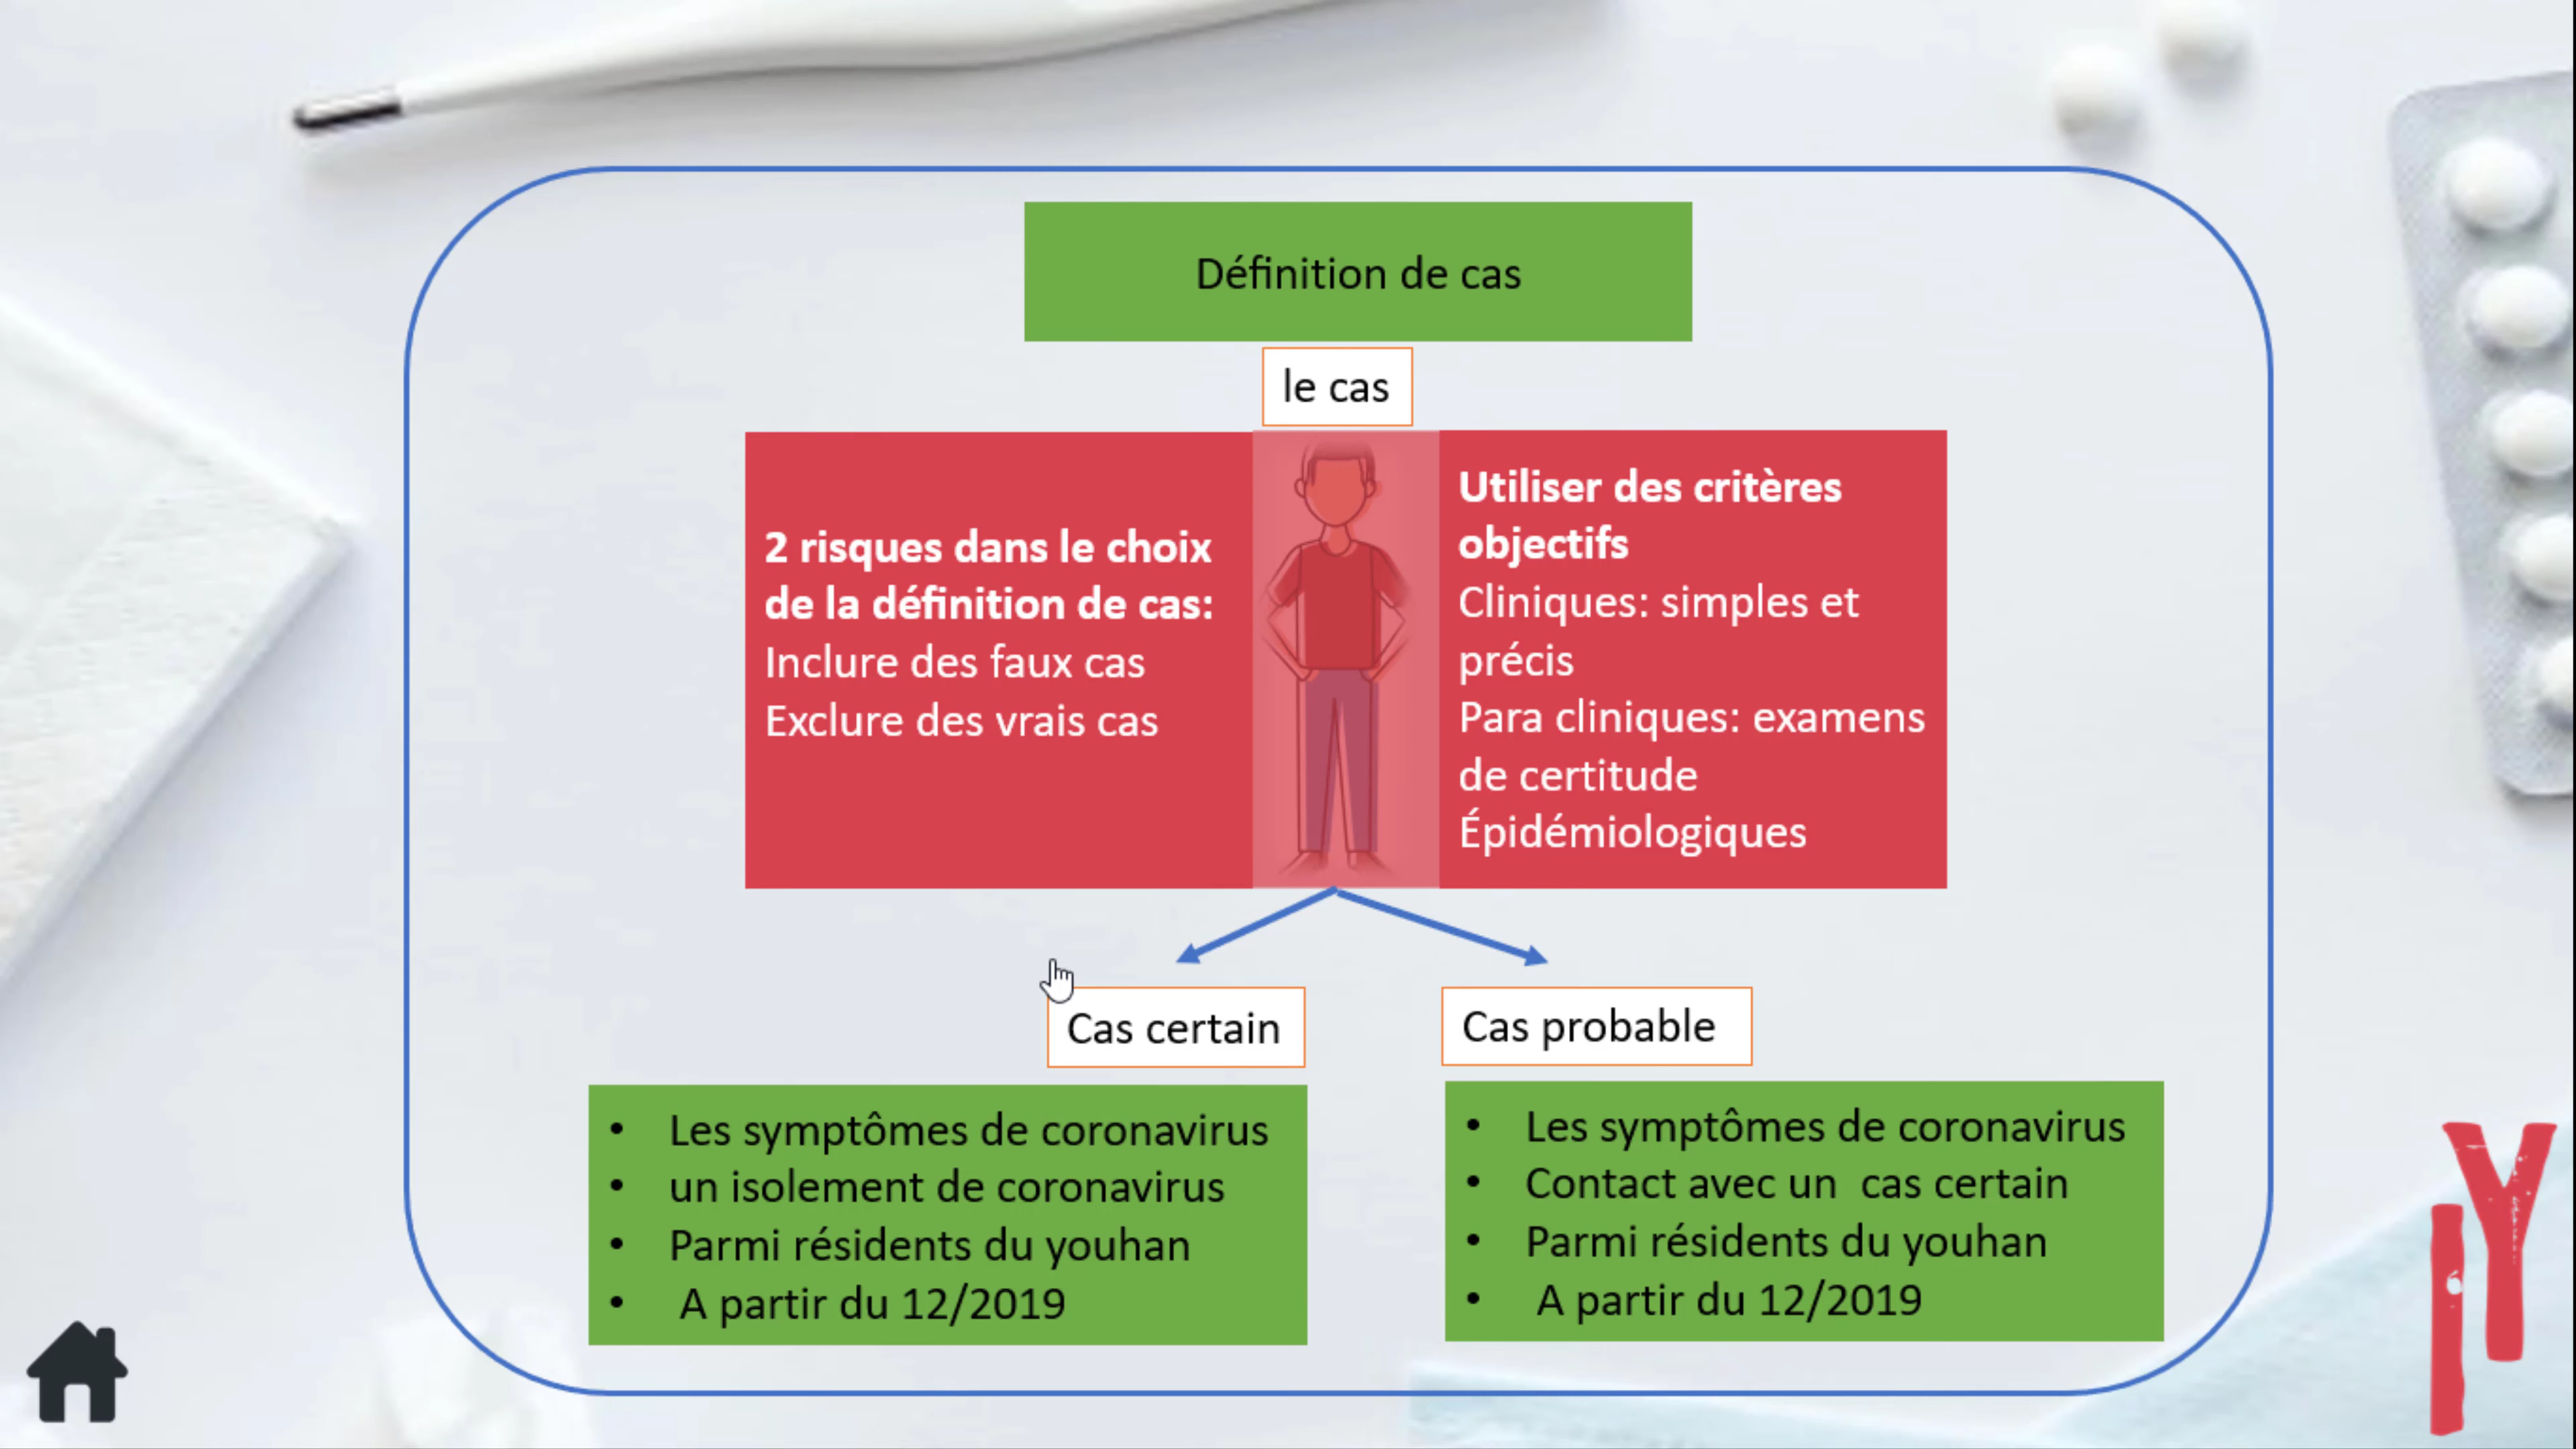 Définition de cas
le cas
2 risques dans le choix
de la définition de cas:
Inclure des faux cas
Exclure des vrais cas
Utiliser des critères
objectifs
Cliniques: simples et
précis
Para cliniques: examens
de certitude
Épidémiologiques
Cas certain
• Les symptômes de coronavirus
• un isolement de coronavirus
• Parmi résidents du youhan
• A partir du 12/2019
Cas probable
• Les symptômes de coronavirus
• Contact avec un  cas certain
• Parmi résidents du youhan
• A partir du 12/2019